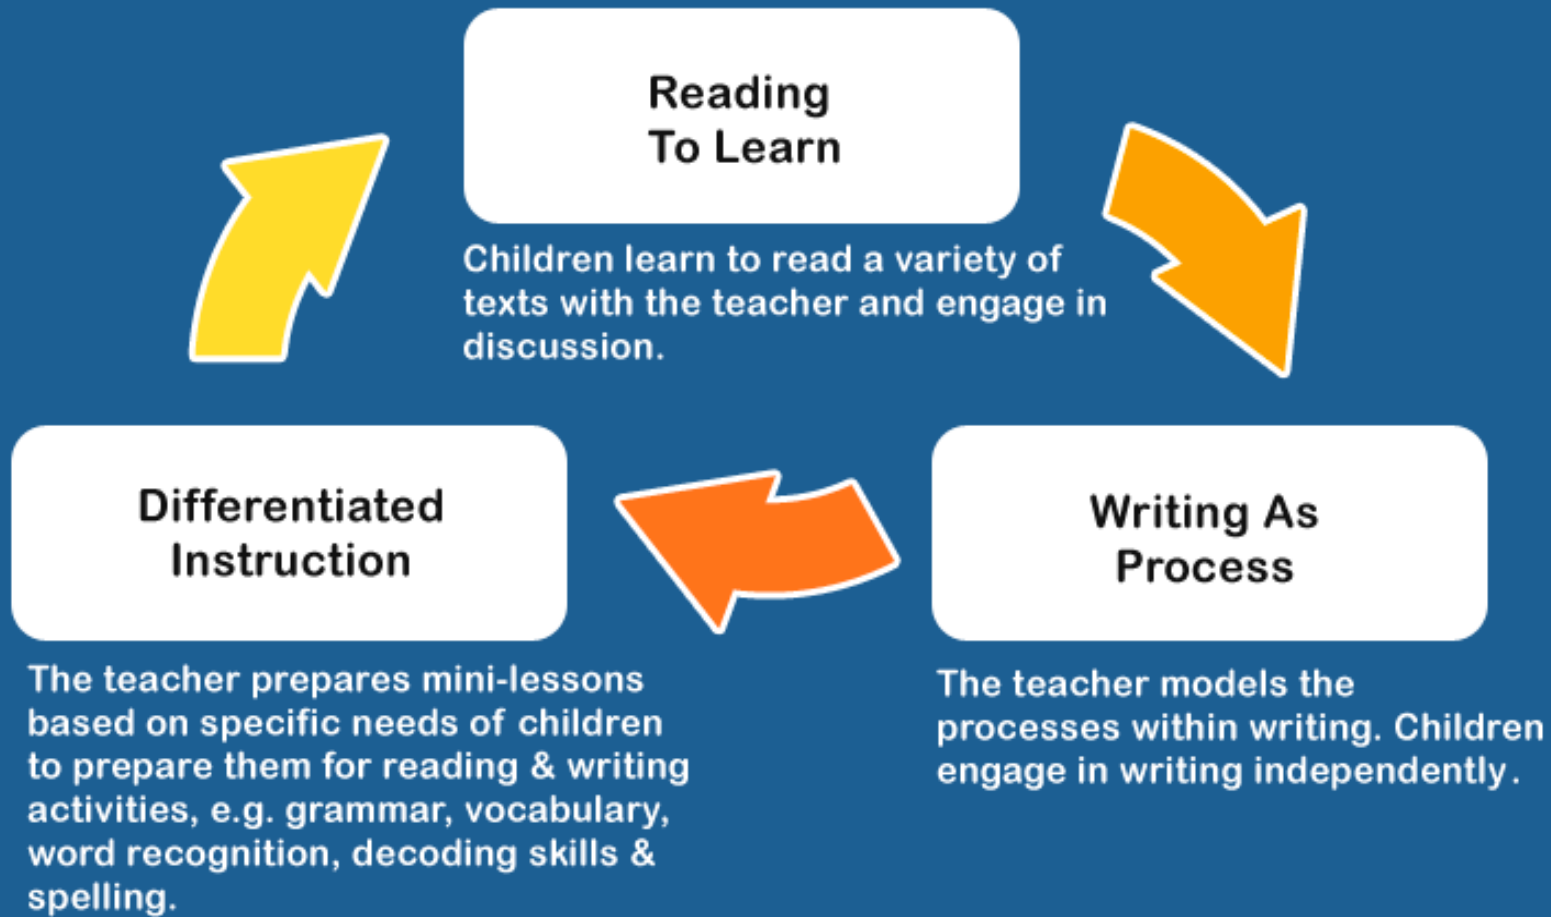 Reading
To Learn
Children learn to read a variety of
texts with the teacher and engage in
discussion.
Differentiated
Instruction
The teacher prepares mini-lessons
based on specific needs of children
to prepare them for reading & writing
activities, e.g. grammar, vocabulary,
word recognition, decoding skills &
spelling.
Writing As
Process
The teacher models the
processes within writing. Children
engage in writing independently.